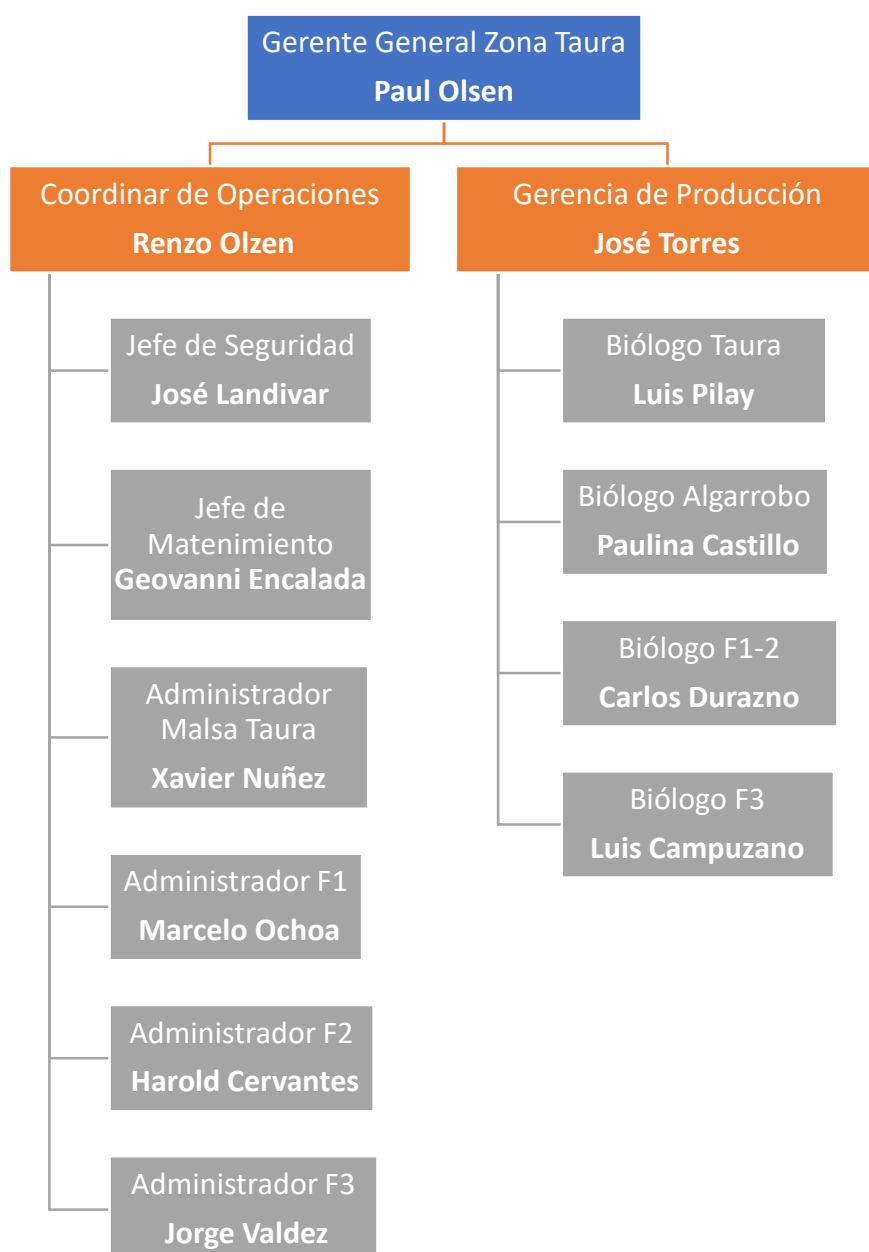 Gerente General Zona Taura
Paul Olsen
Coordinar de Operaciones
Renzo Olzen
Jefe de Seguridad
José Landivar
Jefe de
Matenimiento
Geovanni Encalada
Administrador
Malsa Taura
Xavier Nuñez
Administrador F1
Marcelo Ochoa
Administrador F2
Harold Cervantes
Administrador F3
Jorge Valdez
Gerencia de Producción
José Torres
Biólogo Taura
Luis Pilay
Biólogo Algarrobo
Paulina Castillo
Biólogo F1-2
Carlos Durazno
Biólogo F3
Luis Campuzano